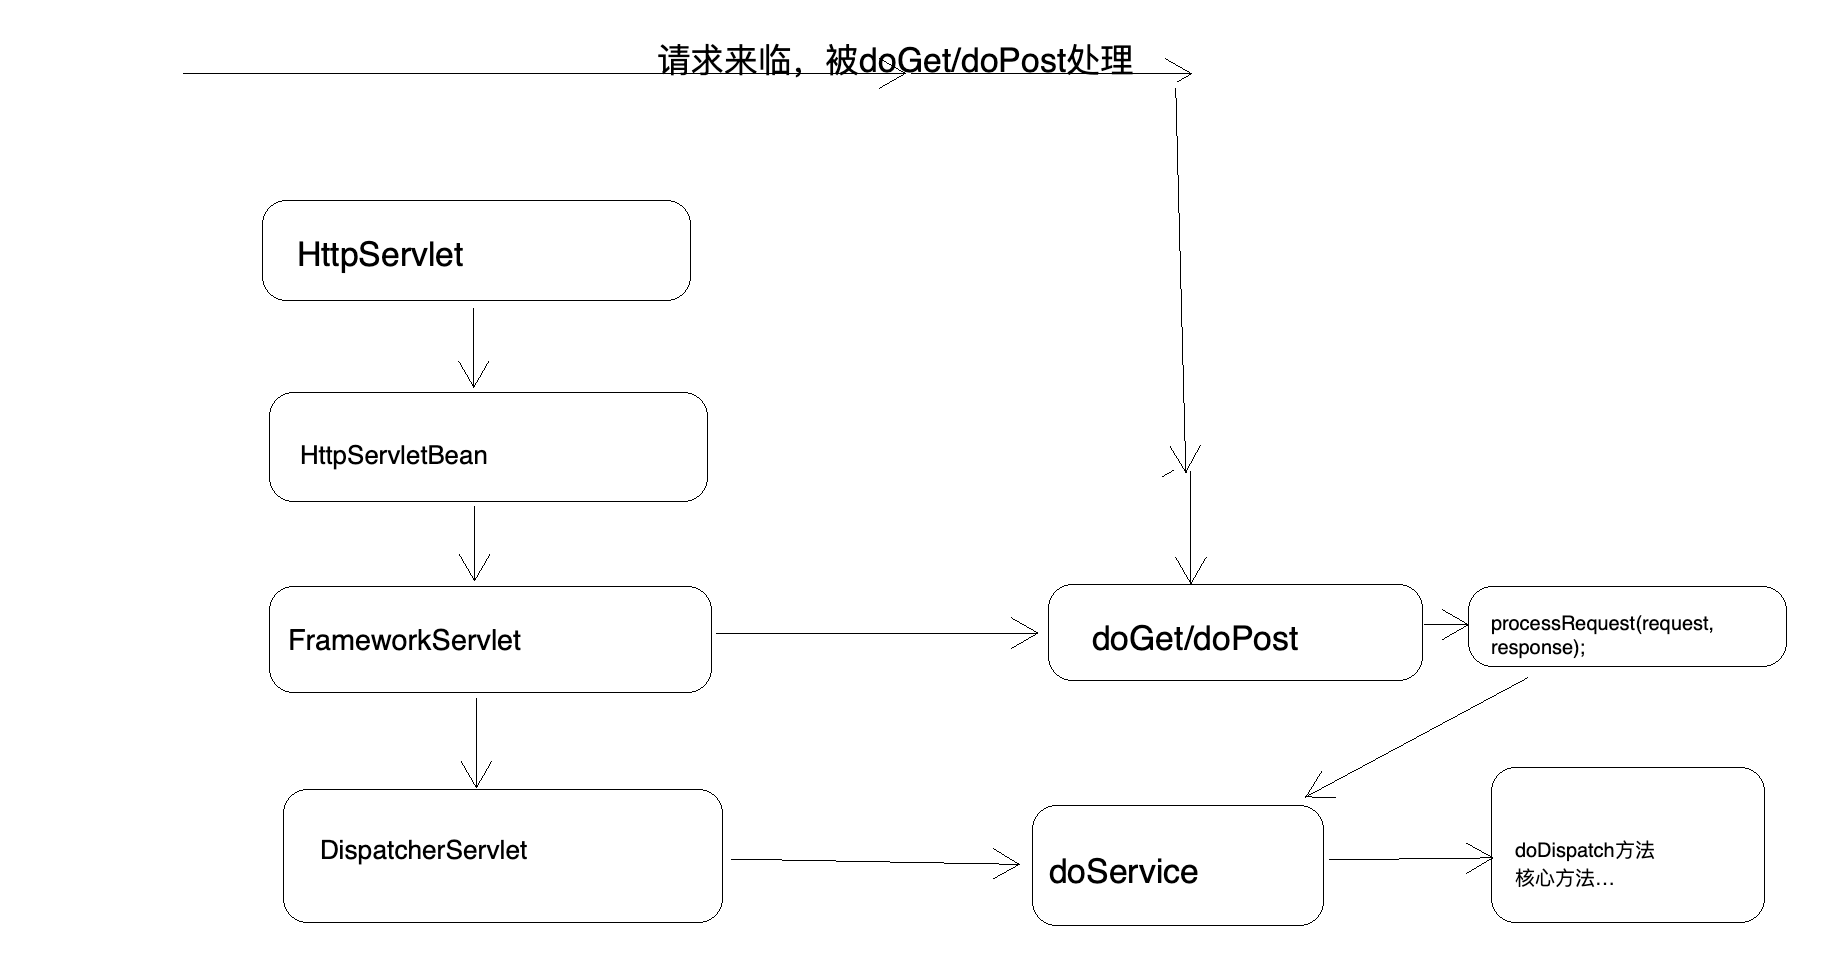 请求来临，被doGet/doPost处理
HttpServlet
HttpServletBean
FrameworkServlet
doGet/doPost
processRequest(request,
response);
DispatcherServlet
doService
doDispatch方法
核心方法...